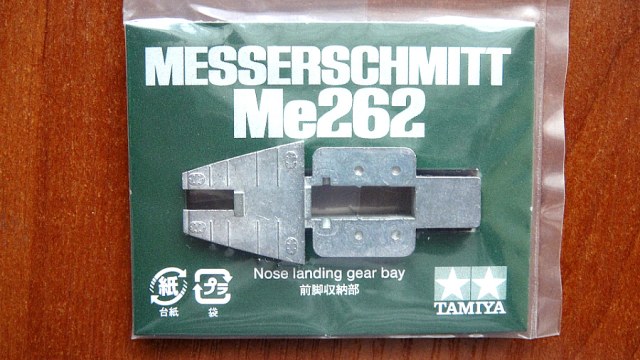 MESSERSCHMITT
Me262
Nose landing gear bay
前脚収納部
紙
台紙
プラ
袋
TAMIYA